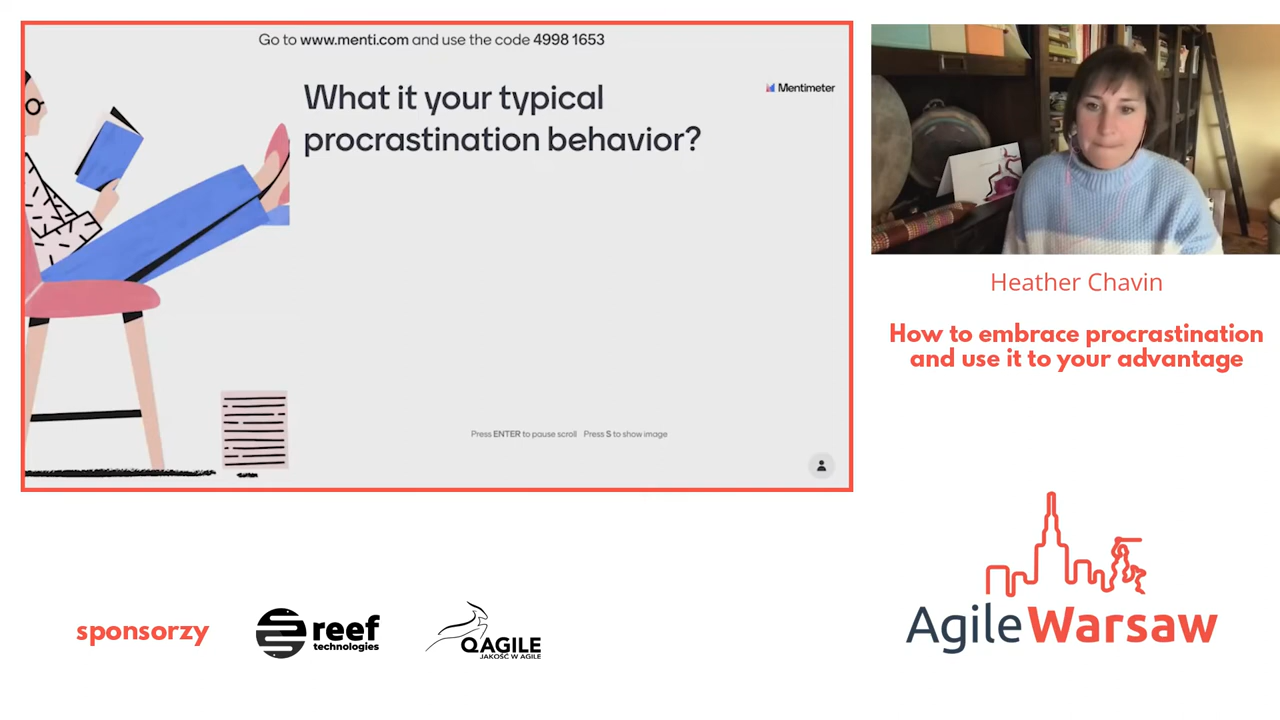 Go to www.menti.com and use the code 4998 1653
What it your typical
procrastination behavior?
Mentimeter
Press ENTER to pause scroll Press S to show image
Heather Chavin
How to embrace procrastination
and use it to your advantage
sponsorzy
reef
technologies
QAGILE
JAKOŚĆ W AGILE
AgileWarsaw